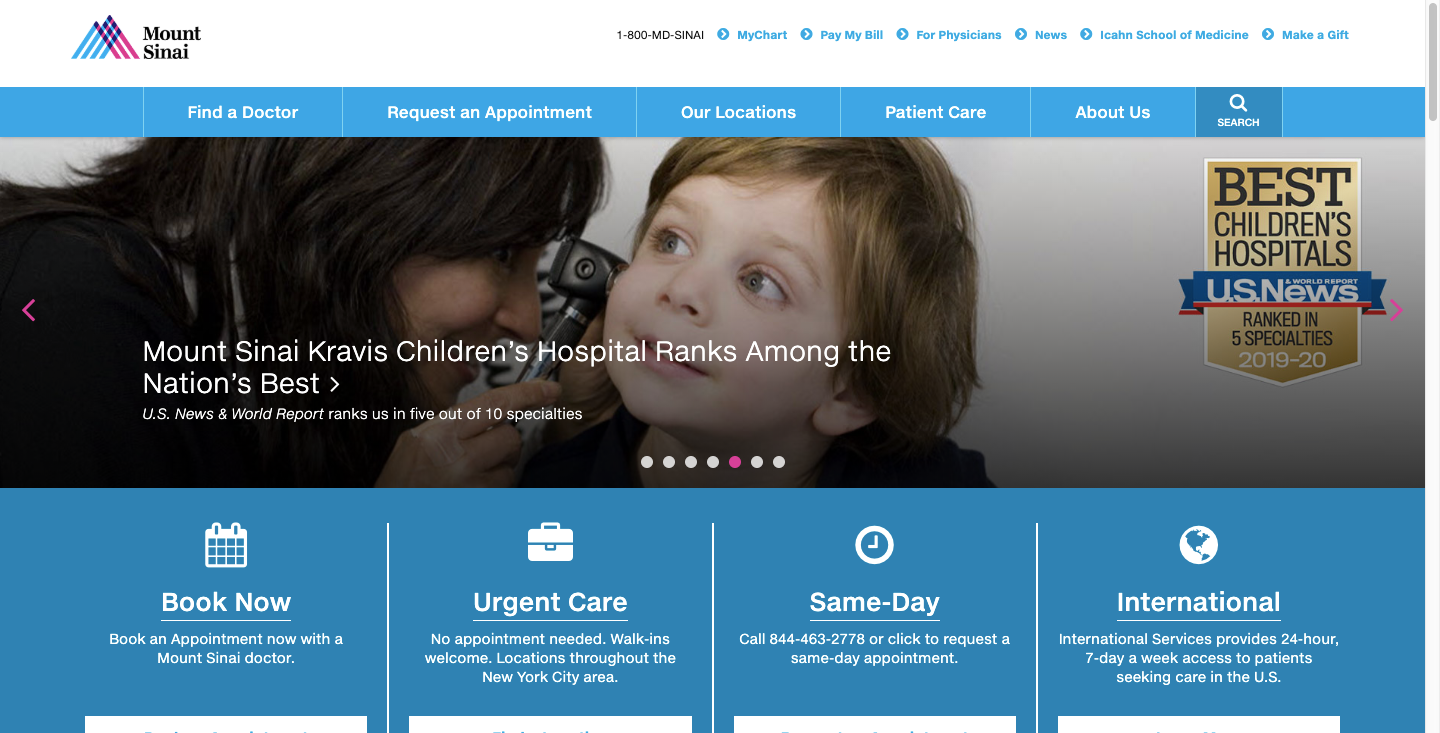 Mount
Sinai
1-800-MD-SINAI
MyChart
Pay My Bill
For Physicians
News
Icahn School of Medicine
Make a Gift
Find a Doctor
Request an Appointment
Our Locations
Patient Care
About Us
SEARCH
BEST
CHILDREN'S
HOSPITALS
U.S.News
& WORLD REPORT
RANKED IN
5 SPECIALTIES
2019-20
Mount Sinai Kravis Children's Hospital Ranks Among the
Nation's Best >
U.S. News & World Report ranks us in five out of 10 specialties
Book Now
Book an Appointment now with a
Mount Sinai doctor.
Urgent Care
No appointment needed. Walk-ins
welcome. Locations throughout the
New York City area.
Same-Day
Call 844-463-2778 or click to request a
same-day appointment.
International
International Services provides 24-hour,
7-day a week access to patients
seeking care in the U.S.